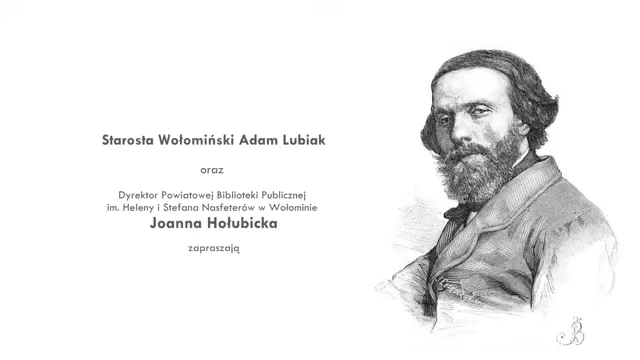 Starosta Wołomiński Adam Lubiak
oraz
Dyrektor Powiatowej Biblioteki Publicznej
im. Heleny i Stefana Nasfeterów w Wołominie
Joanna Hołubicka
zapraszają